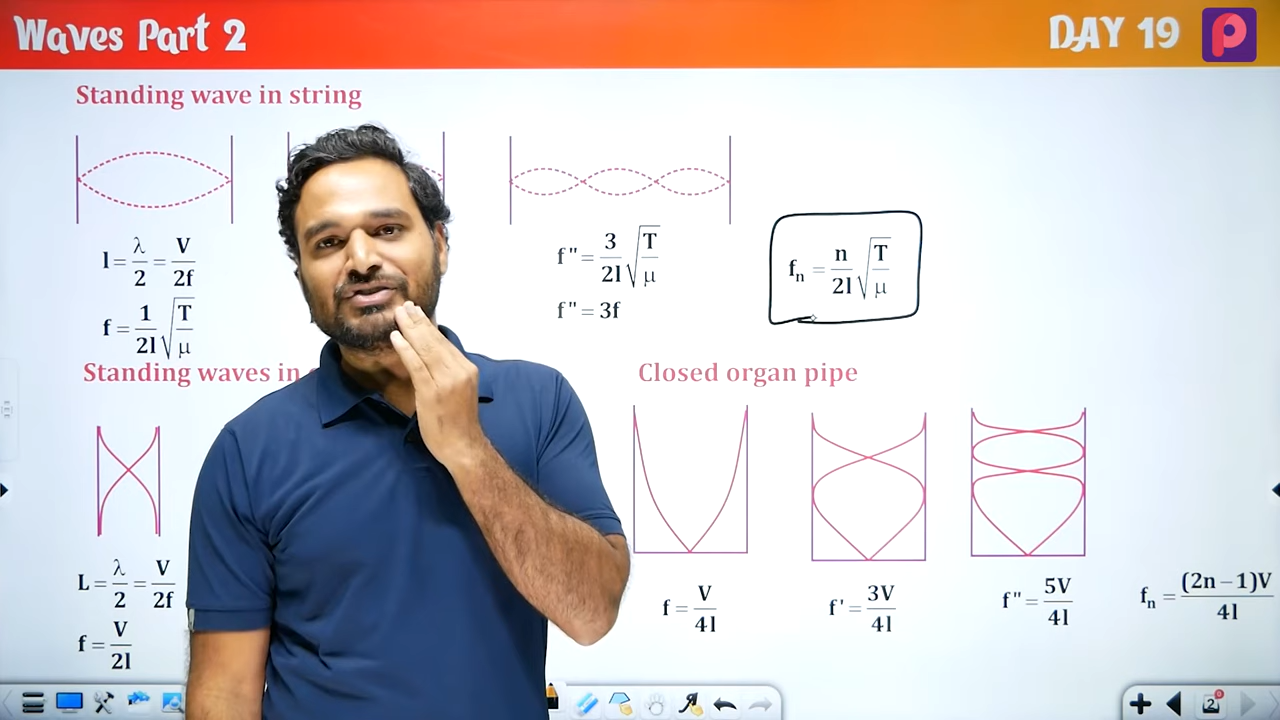 Waves Part 2
DAY 19
Standing wave in string
l = λ/2 = V/2f
f = 1/2l √T/μ
f" = 3/2l √T/μ
f" = 3f
fₙ = n/2l √T/μ
Standing waves in
Closed organ pipe
L = λ/2 = V/2f
f = V/2l
f = V/4l
f' = 3V/4l
f" = 5V/4l
fₙ = (2n−1)V/4l
2